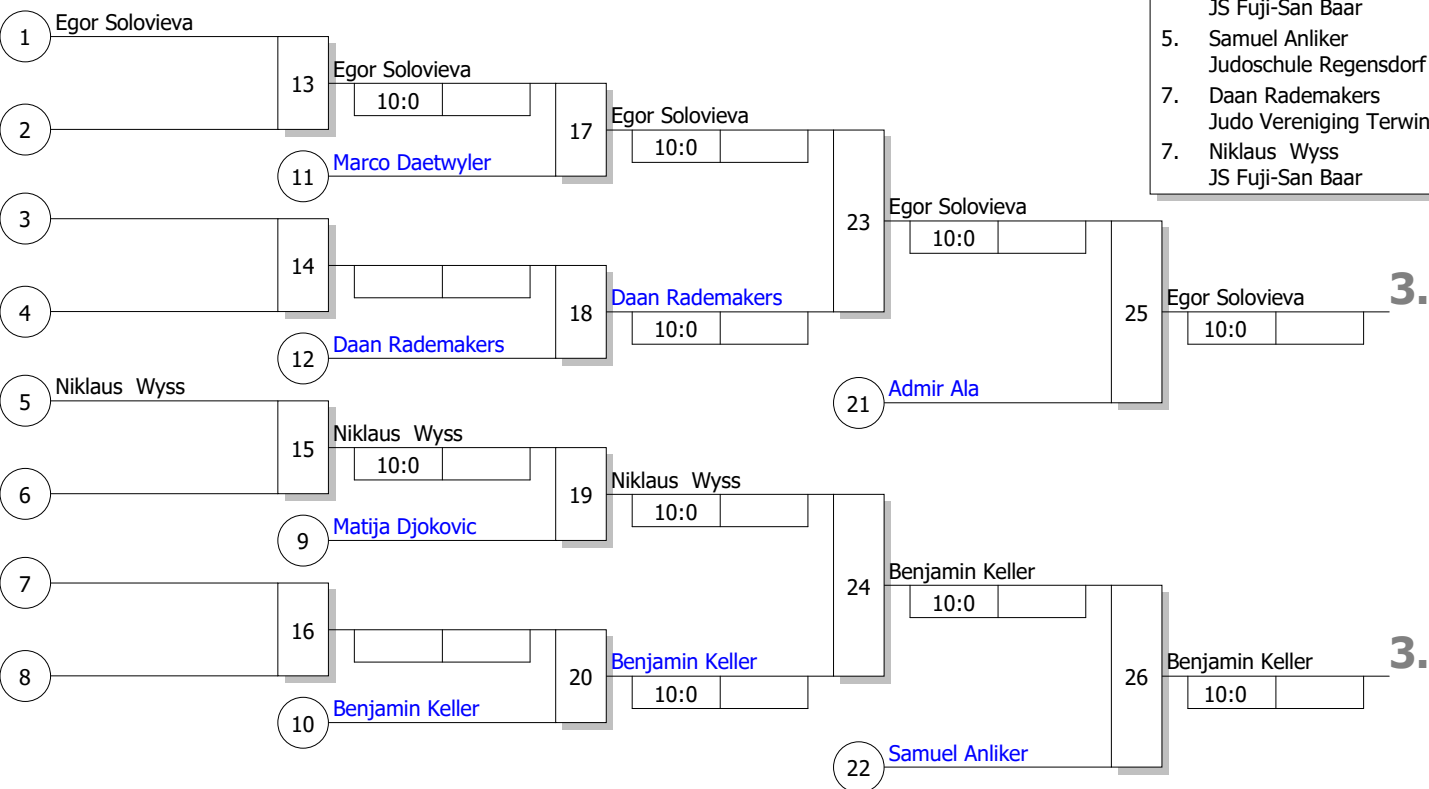 JS Fuji-San Baar
5. Samuel Anliker
Judoschule Regensdorf
7. Daan Rademakers
Judo Vereniging Terwin
7. Niklaus  Wyss
JS Fuji-San Baar
1 Egor Solovieva
2
13 Egor Solovieva
10:0
11 Marco Daetwyler
17 Egor Solovieva
10:0
3
4
14
12 Daan Rademakers
18 Daan Rademakers
10:0
23 Egor Solovieva
10:0
21 Admir Ala
25 Egor Solovieva 3.
10:0
5 Niklaus  Wyss
6
15 Niklaus  Wyss
10:0
9 Matija Djokovic
19 Niklaus  Wyss
10:0
7
8
16
10 Benjamin Keller
20 Benjamin Keller
10:0
24 Benjamin Keller
10:0
22 Samuel Anliker
26 Benjamin Keller 3.
10:0